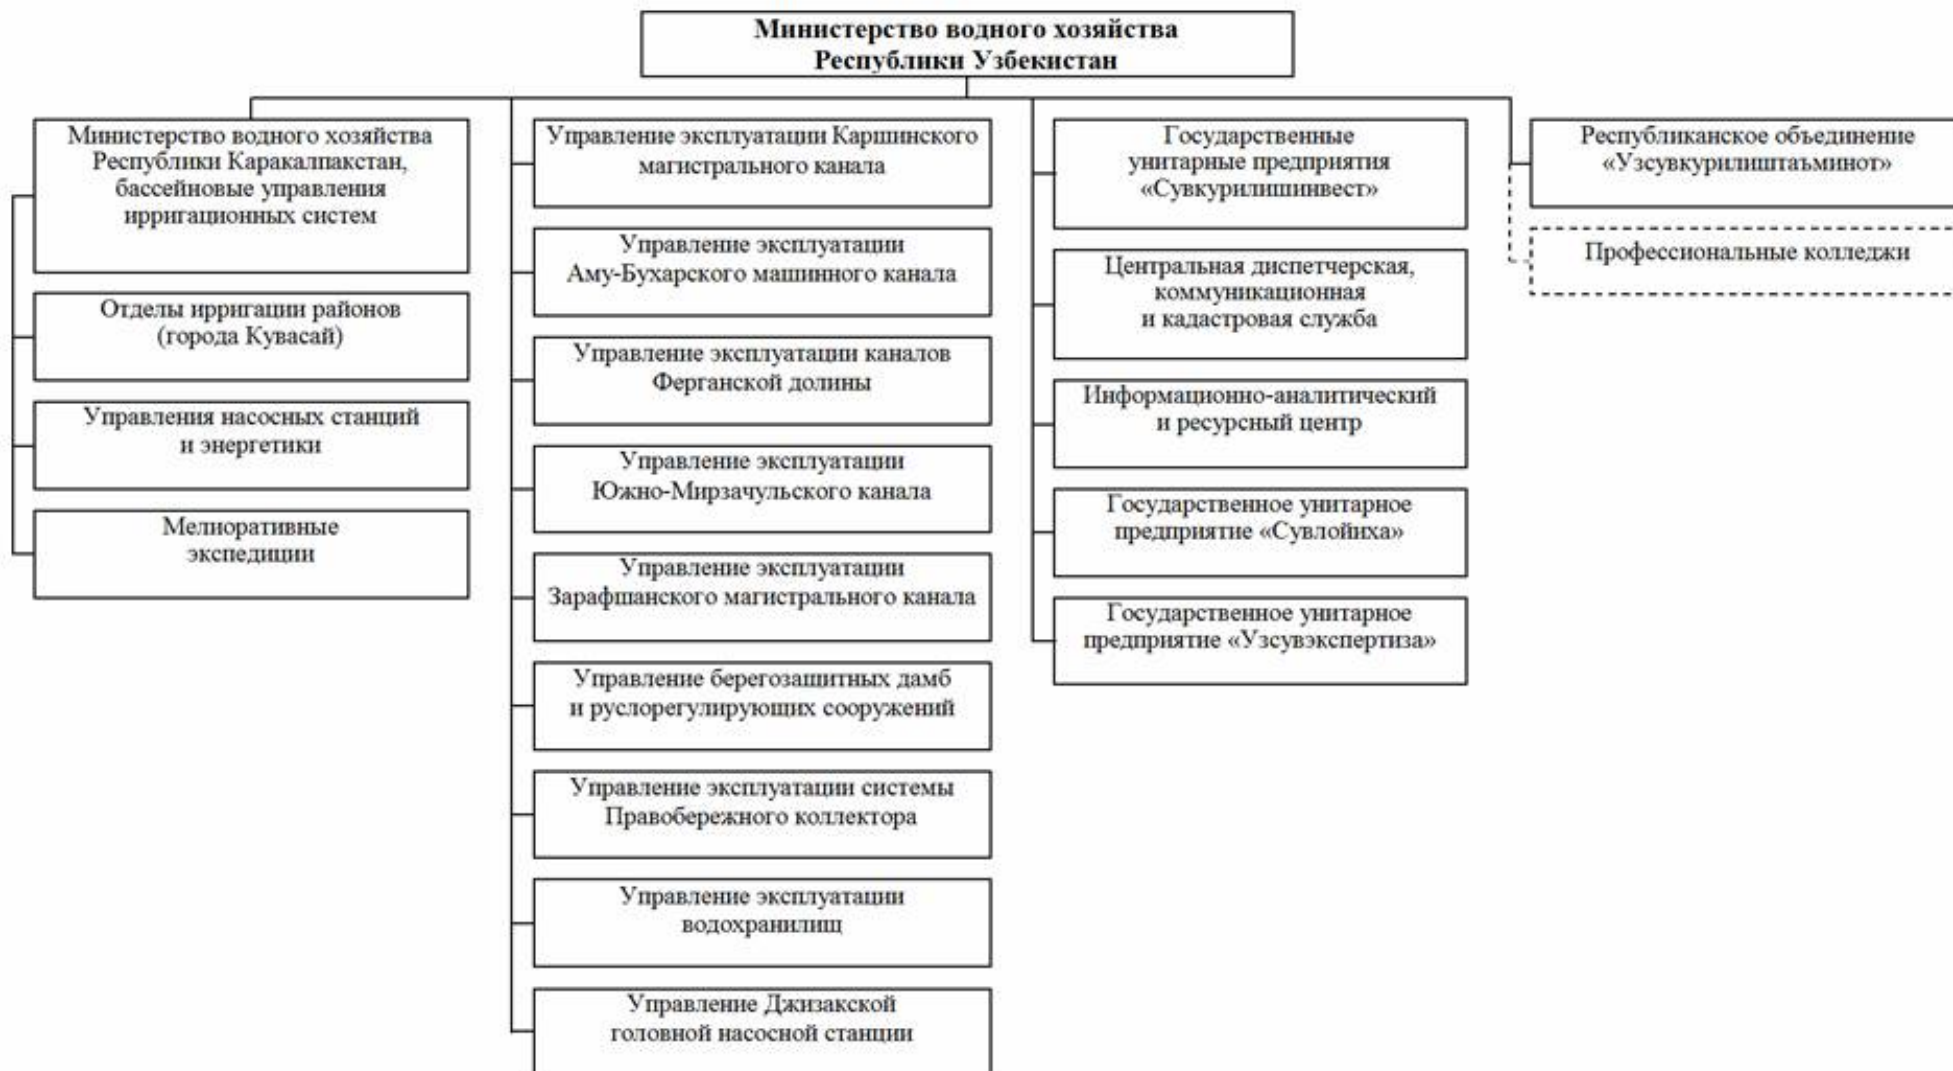 Министерство водного хозяйства
Республики Узбекистан
Министерство водного хозяйства
Республики Каракалпакстан,
бассейновые управления
ирригационных систем
Отделы ирригации районов
(города Кувасай)
Управления насосных станций
и энергетики
Мелиоративные
экспедиции
Управление эксплуатации Каршинского
магистрального канала
Управление эксплуатации
Аму-Бухарского машинного канала
Управление эксплуатации каналов
Ферганской долины
Управление эксплуатации
Южно-Мирзачульского канала
Управление эксплуатации
Зарафшанского магистрального канала
Управление берегозащитных дамб
и руслорегулирующих сооружений
Управление эксплуатации системы
Правобережного коллектора
Управление эксплуатации
водохранилищ
Управление Джизакской
головной насосной станции
Государственные
унитарные предприятия
«Сувкурилишинвест»
Центральная диспетчерская,
коммуникационная
и кадастровая служба
Информационно-аналитический
и ресурсный центр
Государственное унитарное
предприятие «Сувлойиха»
Государственное унитарное
предприятие «Узсувэкспертиза»
Республиканское объединение
«Узсувкурилиштаъминот»
Профессиональные колледжи